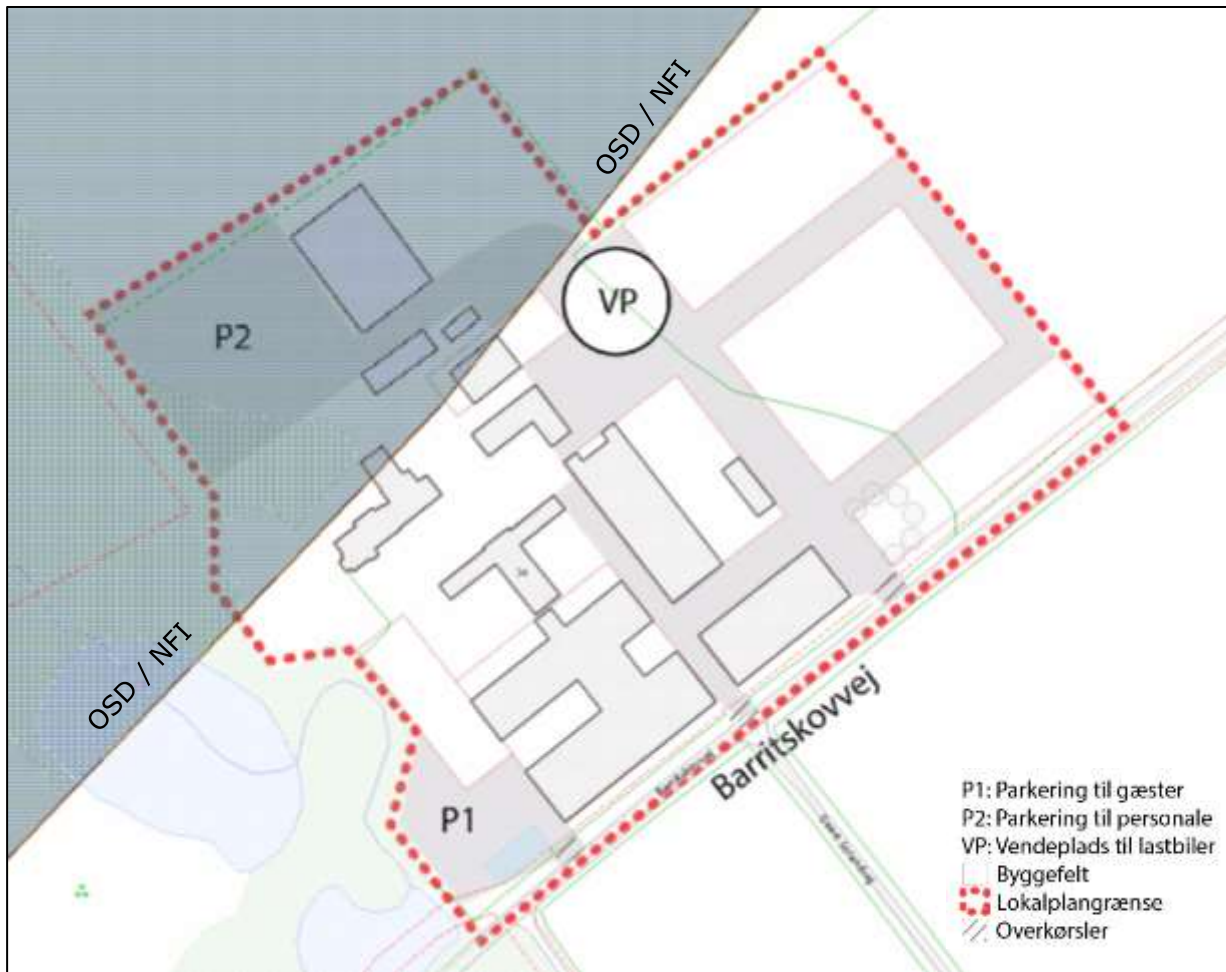 OSD / NFI
VP
P2
OSD / NFI
Barritskovvej
P1
P1: Parkering til gæster
P2: Parkering til personale
VP: Vendeplads til lastbiler
Byggefelt
Lokalplangrænse
Overkørsler